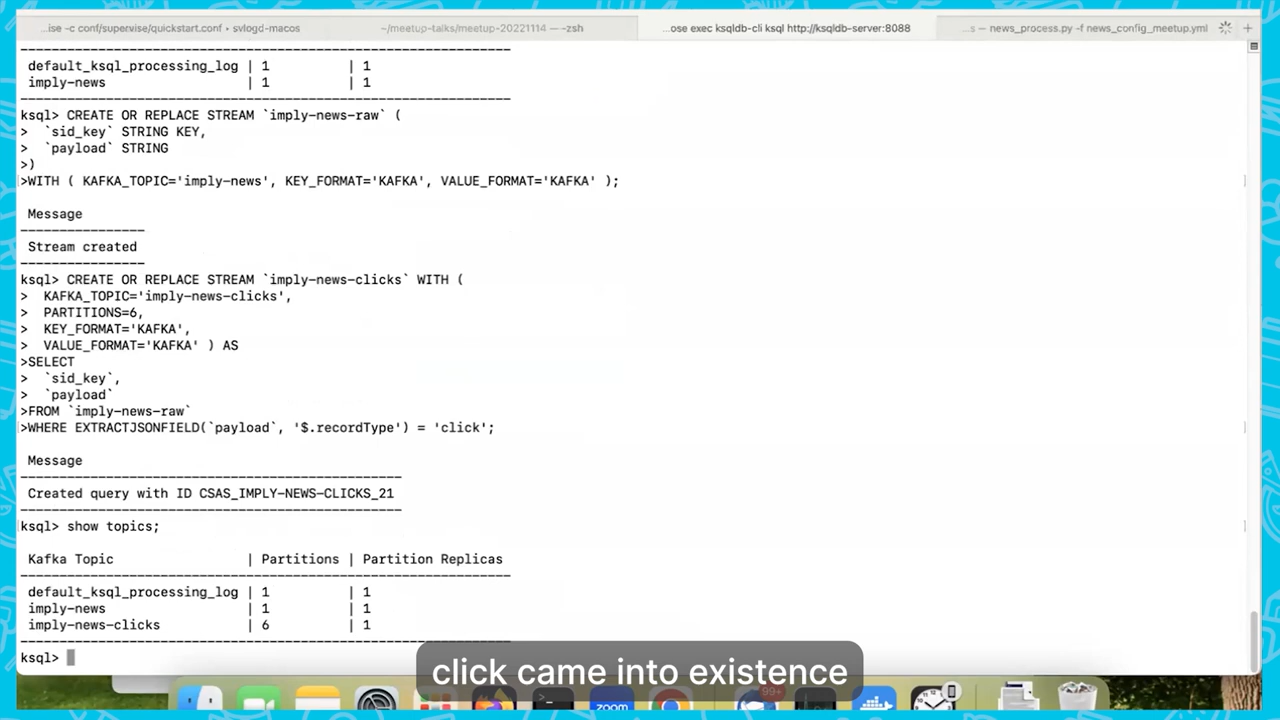 ...ise -c conf/supervise/quickstart.conf • svlogd-macos
~/meetup-talks/meetup-20221114 — -zsh
...ose exec ksqldb-cli ksql http://ksqldb-server:8088
...s — news_process.py -f news_config_meetup.yml
default_ksql_processing_log | 1 | 1
imply-news | 1 | 1
ksql> CREATE OR REPLACE STREAM `imply-news-raw` (
> `sid_key` STRING KEY,
> `payload` STRING
>)
>WITH ( KAFKA_TOPIC='imply-news', KEY_FORMAT='KAFKA', VALUE_FORMAT='KAFKA' );
Message
Stream created
ksql> CREATE OR REPLACE STREAM `imply-news-clicks` WITH (
> KAFKA_TOPIC='imply-news-clicks',
> PARTITIONS=6,
> KEY_FORMAT='KAFKA',
> VALUE_FORMAT='KAFKA' ) AS
>SELECT
> `sid_key`,
> `payload`
>FROM `imply-news-raw`
>WHERE EXTRACTJSONFIELD(`payload`, '$.recordType') = 'click';
Message
Created query with ID CSAS_IMPLY-NEWS-CLICKS_21
ksql> show topics;
Kafka Topic | Partitions | Partition Replicas
default_ksql_processing_log | 1 | 1
imply-news | 1 | 1
imply-news-clicks | 6 | 1
ksql>
click came into existence
zoom
99+